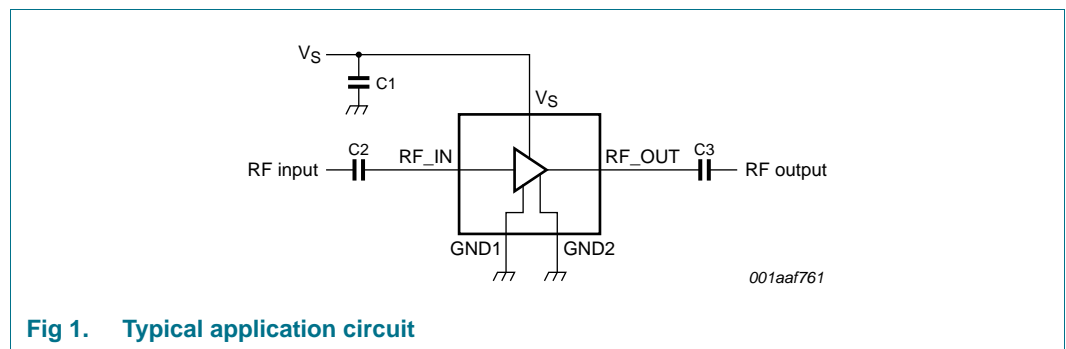 VS
C1
VS
C2
RF_IN
RF_OUT
C3
RF input
RF output
GND1
GND2
001aaf761
Fig 1. Typical application circuit